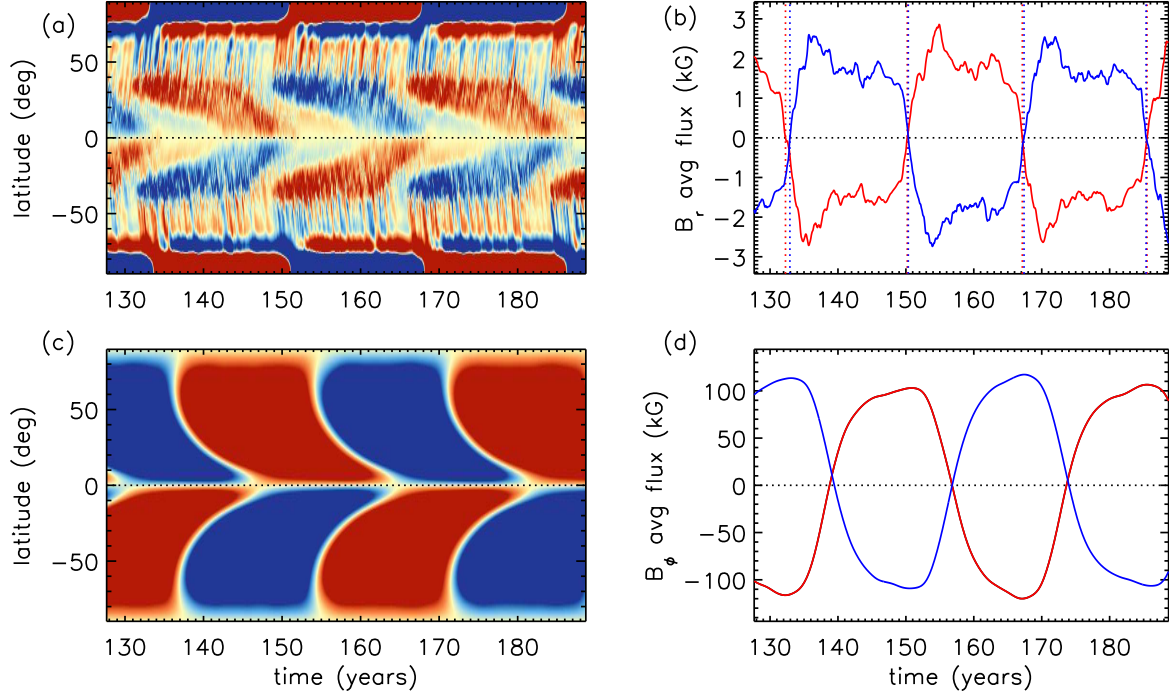 (a)
latitude (deg)
50
0
−50
130 140 150 160 170 180
(b)
B_r avg flux (kG)
3
2
1
0
−1
−2
−3
130 140 150 160 170 180
(c)
latitude (deg)
50
0
−50
130 140 150 160 170 180
time (years)
(d)
B_ϕ avg flux (kG)
100
50
0
−50
−100
130 140 150 160 170 180
time (years)